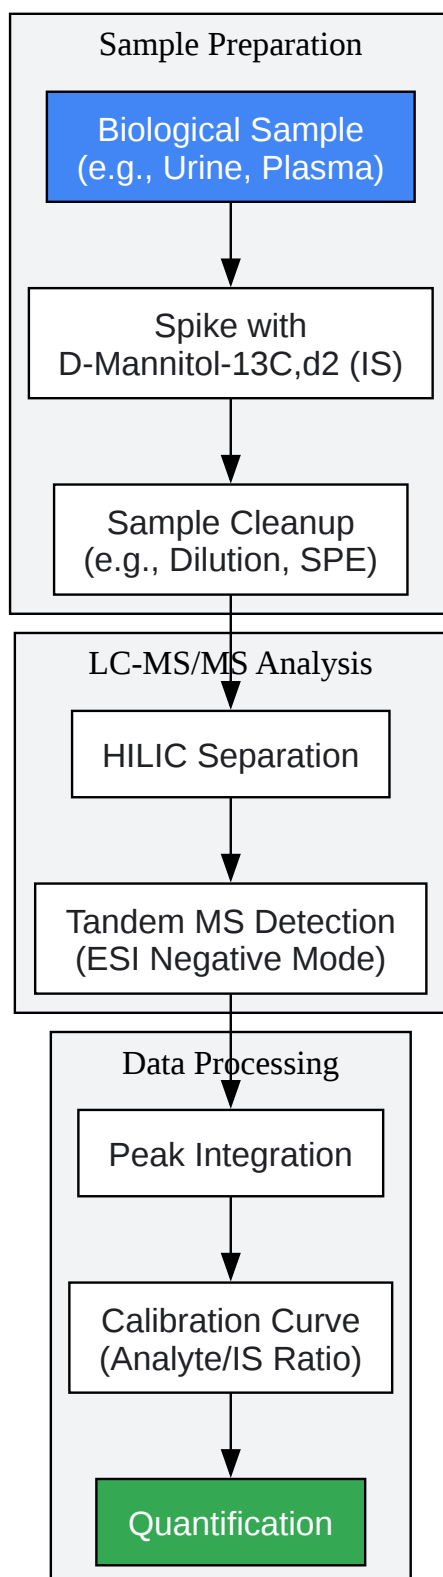 Sample Preparation
Biological Sample
(e.g., Urine, Plasma)
Spike with
D-Mannitol-13C,d2 (IS)
Sample Cleanup
(e.g., Dilution, SPE)
LC-MS/MS Analysis
HILIC Separation
Tandem MS Detection
(ESI Negative Mode)
Data Processing
Peak Integration
Calibration Curve
(Analyte/IS Ratio)
Quantification